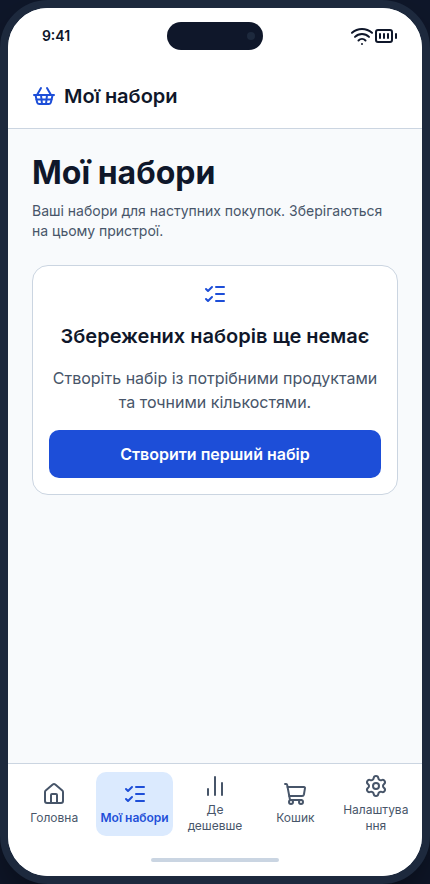 9:41
Мої набори
Мої набори
Ваші набори для наступних покупок. Зберігаються
на цьому пристрої.
Збережених наборів ще немає
Створіть набір із потрібними продуктами
та точними кількостями.
Створити перший набір
Головна
Мої набори
Де
дешевше
Кошик
Налаштува
ння